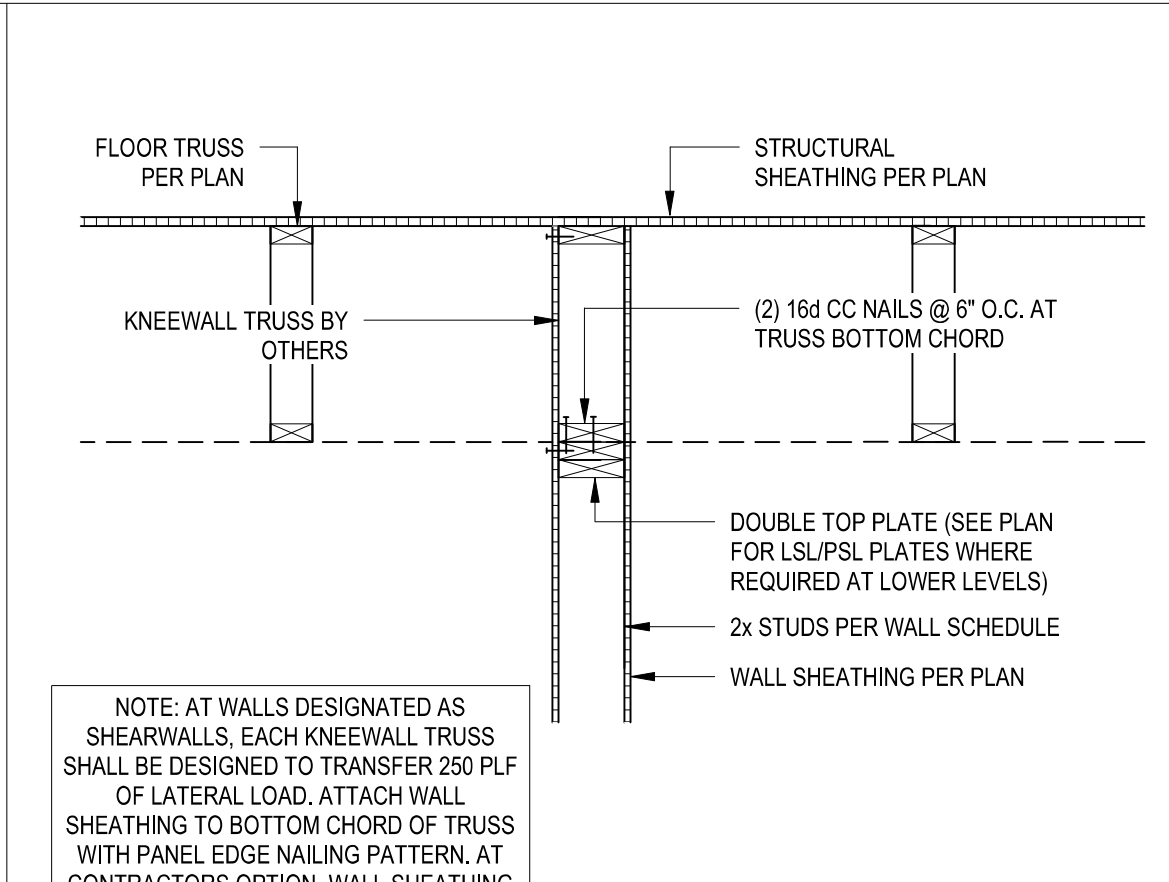 FLOOR TRUSS
PER PLAN
STRUCTURAL
SHEATHING PER PLAN
KNEEWALL TRUSS BY
OTHERS
(2) 16d CC NAILS @ 6" O.C. AT
TRUSS BOTTOM CHORD
DOUBLE TOP PLATE (SEE PLAN
FOR LSL/PSL PLATES WHERE
REQUIRED AT LOWER LEVELS)
2x STUDS PER WALL SCHEDULE
WALL SHEATHING PER PLAN
NOTE: AT WALLS DESIGNATED AS
SHEARWALLS, EACH KNEEWALL TRUSS
SHALL BE DESIGNED TO TRANSFER 250 PLF
OF LATERAL LOAD. ATTACH WALL
SHEATHING TO BOTTOM CHORD OF TRUSS
WITH PANEL EDGE NAILING PATTERN. AT
CONTRACTORS OPTION, WALL SHEATHING